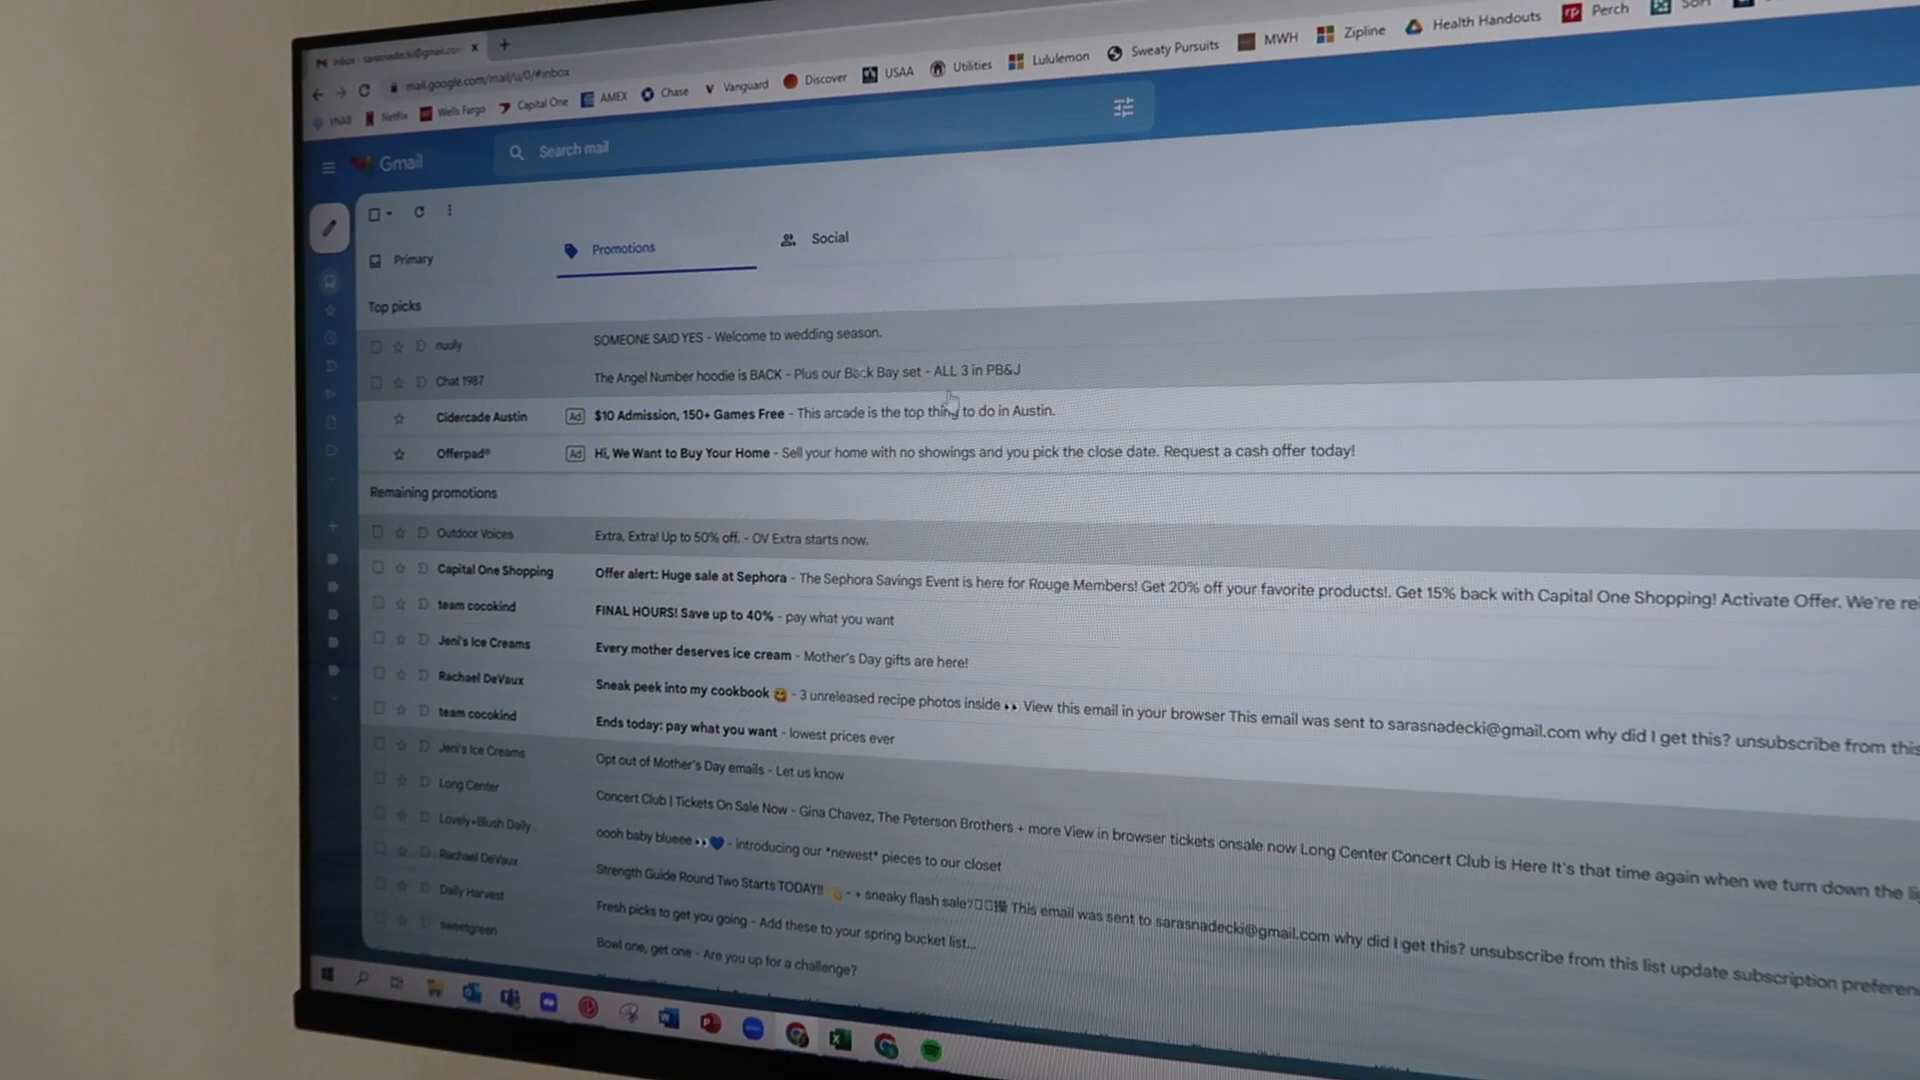 Inbox - sarasnadecki@gmail.co
mail.google.com/mail/u/0/#inbox
YNAB Netflix Wells Fargo Capital One AMEX Chase Vanguard Discover USAA Utilities Lululemon Sweaty Pursuits MWH Zipline Health Handouts Perch
Gmail Search mail
Primary Promotions Social
Top picks
nuuly SOMEONE SAID YES - Welcome to wedding season.
Chat 1987 The Angel Number hoodie is BACK - Plus our Back Bay set - ALL 3 in PB&J
Cidercade Austin Ad $10 Admission, 150+ Games Free - This arcade is the top thing to do in Austin.
Offerpad® Ad Hi, We Want to Buy Your Home - Sell your home with no showings and you pick the close date. Request a cash offer today!
Remaining promotions
Outdoor Voices Extra, Extra! Up to 50% off. - OV Extra starts now.
Capital One Shopping Offer alert: Huge sale at Sephora - The Sephora Savings Event is here for Rouge Members! Get 20% off your favorite products!. Get 15% back with Capital One Shopping! Activate Offer. We're re
team cocokind FINAL HOURS! Save up to 40% - pay what you want
Jeni's Ice Creams Every mother deserves ice cream - Mother's Day gifts are here!
Rachael DeVaux Sneak peek into my cookbook 😄 - 3 unreleased recipe photos inside 👀 View this email in your browser This email was sent to sarasnadecki@gmail.com why did I get this? unsubscribe from this
team cocokind Ends today: pay what you want - lowest prices ever
Jeni's Ice Creams Opt out of Mother's Day emails - Let us know
Long Center Concert Club | Tickets On Sale Now - Gina Chavez, The Peterson Brothers + more View in browser tickets onsale now Long Center Concert Club is Here It's that time again when we turn down the
Lovely+Blush Daily. oooh baby blueee 👀💙 - introducing our *newest* pieces to our closet
Rachael DeVaux Strength Guide Round Two Starts TODAY!! 💫 - + sneaky flash sale This email was sent to sarasnadecki@gmail.com why did I get this? unsubscribe from this list update subscription preferen
Daily Harvest Fresh picks to get you going - Add these to your spring bucket list...
sweetgreen Bowl one, get one - Are you up for a challenge?